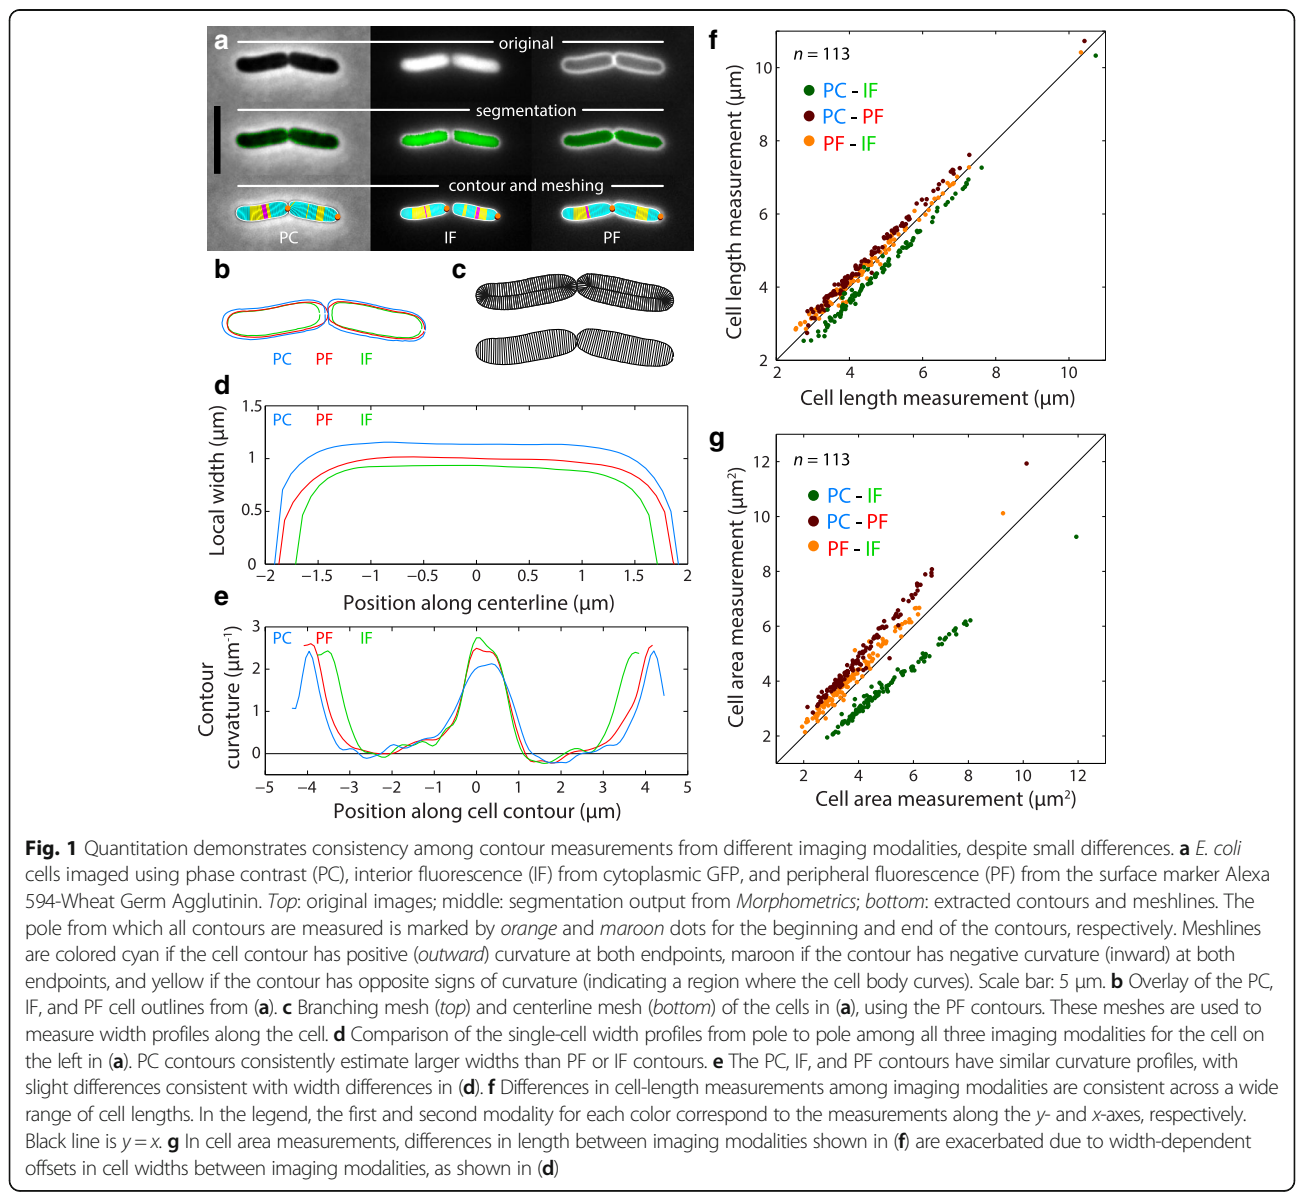 a
original
segmentation
contour and meshing
PC IF PF
b
PC PF IF
c
d
1.5
1
0.5
0
Local width (μm)
PC PF IF
−2 −1.5 −1 −0.5 0 0.5 1 1.5 2
Position along centerline (μm)
e
3
2
1
0
Contour
curvature (μm⁻¹)
PC PF IF
−5 −4 −3 −2 −1 0 1 2 3 4 5
Position along cell contour (μm)
f
n = 113
PC - IF
PC - PF
PF - IF
10
8
6
4
2
Cell length measurement (μm)
2 4 6 8 10
Cell length measurement (μm)
g
n = 113
PC - IF
PC - PF
PF - IF
12
10
8
6
4
2
Cell area measurement (μm²)
2 4 6 8 10 12
Cell area measurement (μm²)
Fig. 1 Quantitation demonstrates consistency among contour measurements from different imaging modalities, despite small differences. a E. coli
cells imaged using phase contrast (PC), interior fluorescence (IF) from cytoplasmic GFP, and peripheral fluorescence (PF) from the surface marker Alexa
594-Wheat Germ Agglutinin. Top: original images; middle: segmentation output from Morphometrics; bottom: extracted contours and meshlines. The
pole from which all contours are measured is marked by orange and maroon dots for the beginning and end of the contours, respectively. Meshlines
are colored cyan if the cell contour has positive (outward) curvature at both endpoints, maroon if the contour has negative curvature (inward) at both
endpoints, and yellow if the contour has opposite signs of curvature (indicating a region where the cell body curves). Scale bar: 5 μm. b Overlay of the PC,
IF, and PF cell outlines from (a). c Branching mesh (top) and centerline mesh (bottom) of the cells in (a), using the PF contours. These meshes are used to
measure width profiles along the cell. d Comparison of the single-cell width profiles from pole to pole among all three imaging modalities for the cell on
the left in (a). PC contours consistently estimate larger widths than PF or IF contours. e The PC, IF, and PF contours have similar curvature profiles, with
slight differences consistent with width differences in (d). f Differences in cell-length measurements among imaging modalities are consistent across a wide
range of cell lengths. In the legend, the first and second modality for each color correspond to the measurements along the y- and x-axes, respectively.
Black line is y = x. g In cell area measurements, differences in length between imaging modalities shown in (f) are exacerbated due to width-dependent
offsets in cell widths between imaging modalities, as shown in (d)